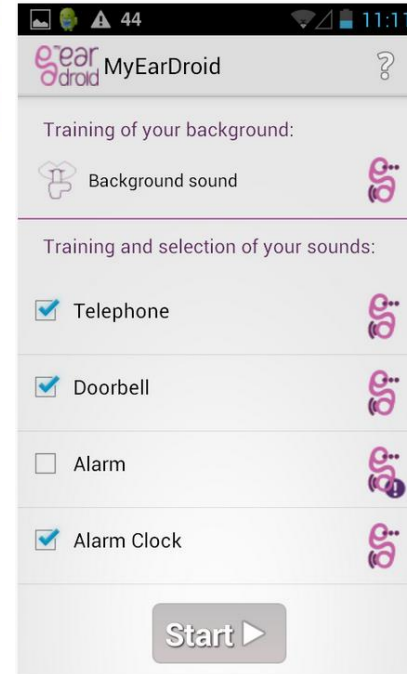 44 11:11
ear droid MyEarDroid ?
Training of your background:
Background sound
Training and selection of your sounds:
Telephone
Doorbell
Alarm
!
Alarm Clock
Start